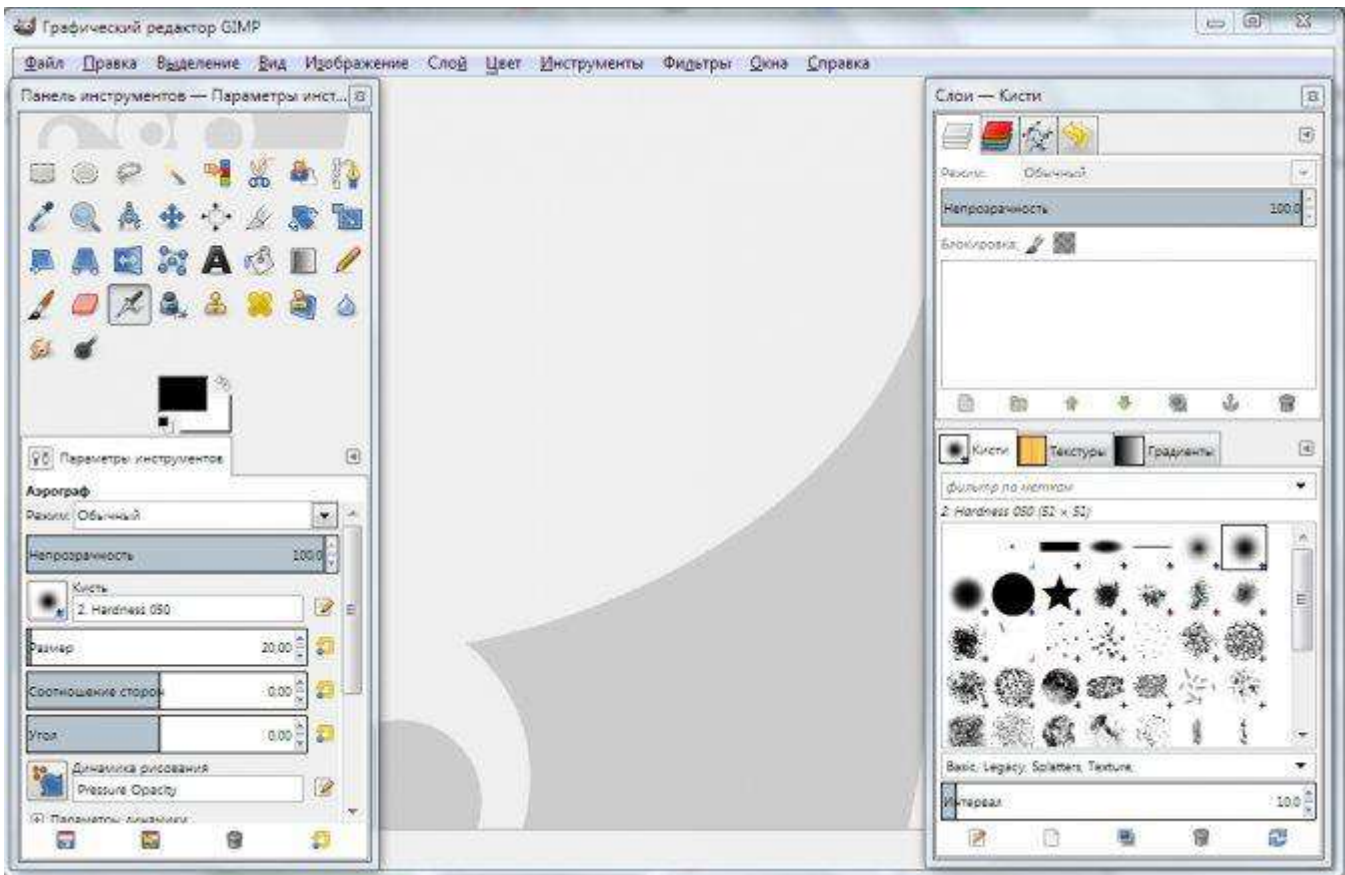 Графический редактор GIMP
Файл Правка Выделение Вид Изображение Слой Цвет Инструменты Фильтры Окна Справка
Панель инструментов — Параметры инст...
Параметры инструментов
Аэрограф
Режим: Обычный
Непрозрачность 100,0
Кисть
2. Hardness 050
Размер 20,00
Соотношение сторон 0,00
Угол 0,00
Динамика рисования
Pressure Opacity
Параметры динамики
Слои — Кисти
Режим: Обычный
Непрозрачность 100,0
Блокировка:
Кисти Текстуры Градиенты
фильтр по меткам
2. Hardness 050 (51 × 51)
Basic, Legacy, Splatters, Texture,
Интервал 10,0